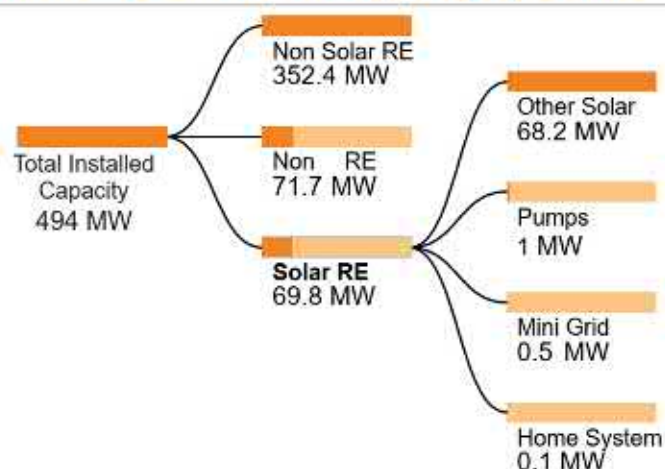 Non Solar RE
352.4 MW
Total Installed
Capacity
494 MW
Non RE
71.7 MW
Solar RE
69.8 MW
Other Solar
68.2 MW
Pumps
1 MW
Mini Grid
0.5 MW
Home System
0.1 MW